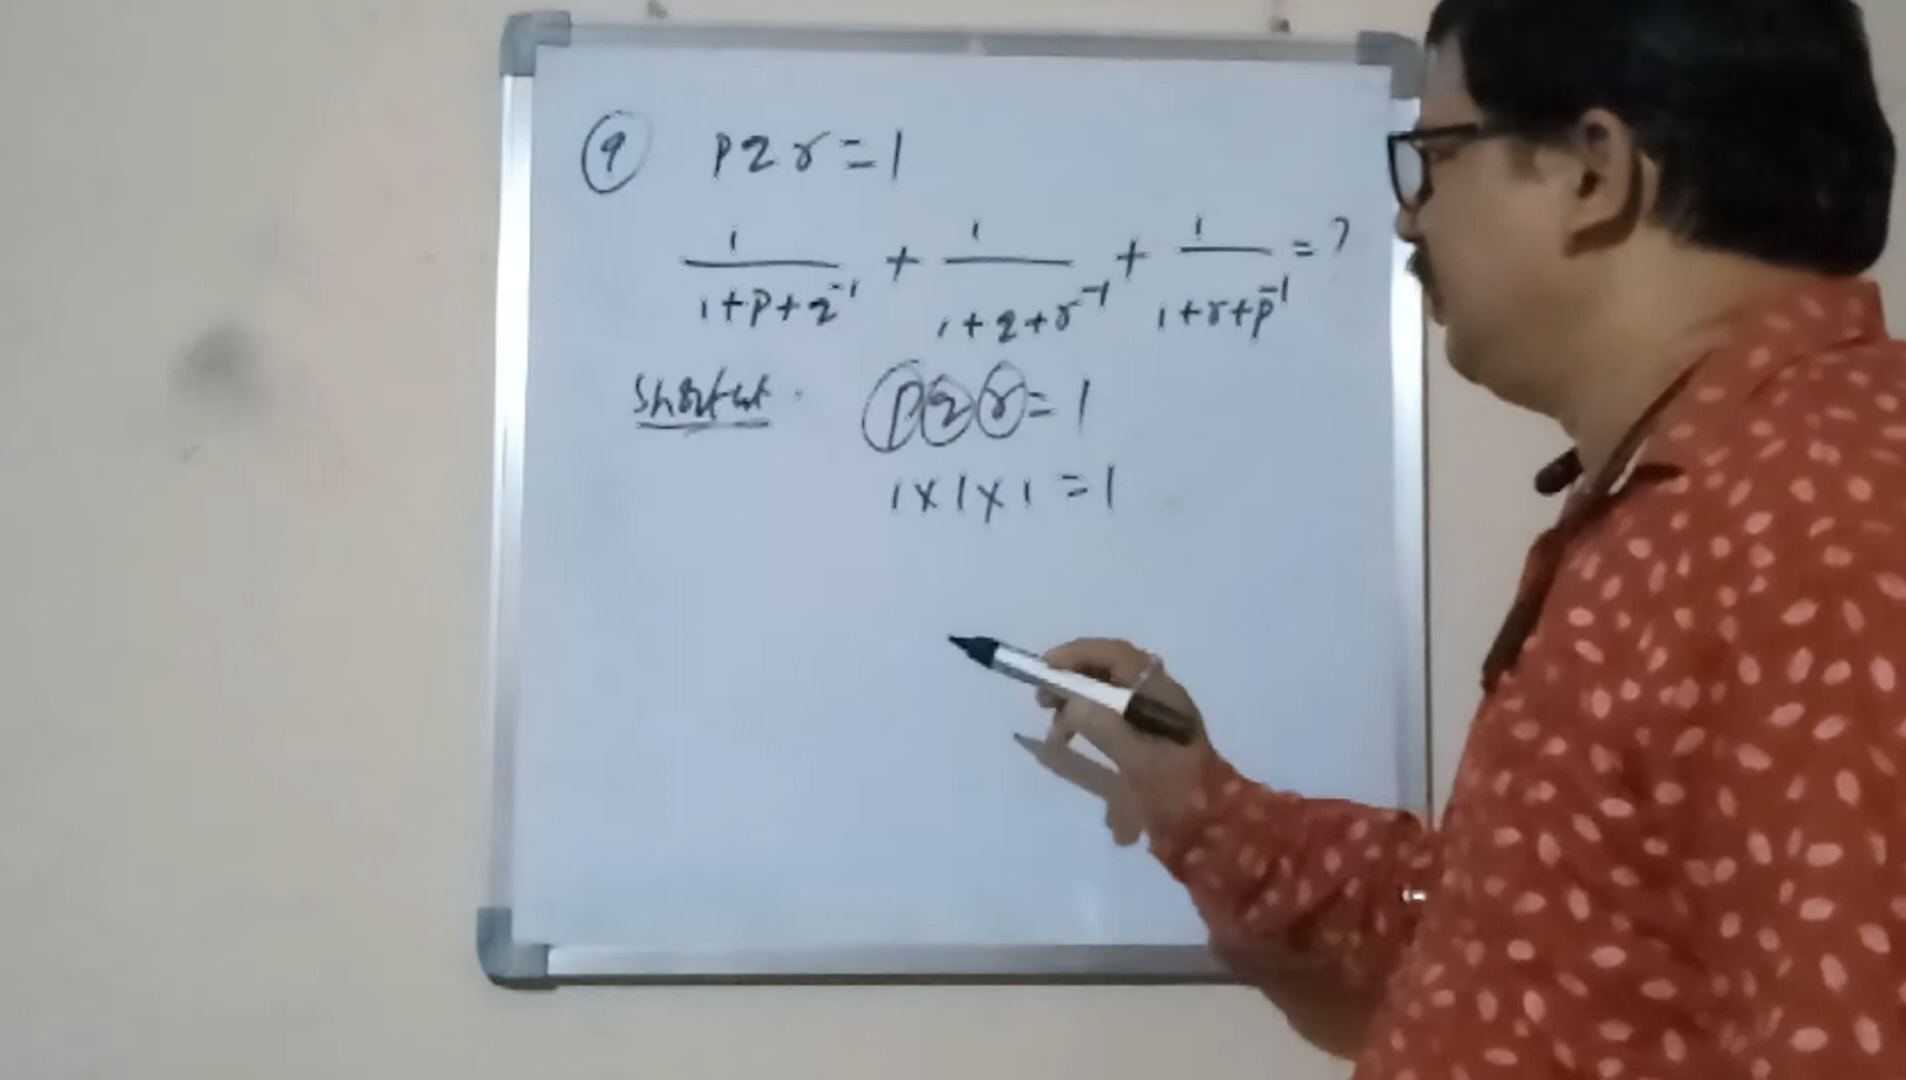 9 pqr = 1
1/(1+p+q⁻¹) + 1/(1+q+r⁻¹) + 1/(1+r+p⁻¹) = ?
Shortcut. pqr = 1
1×1×1 = 1